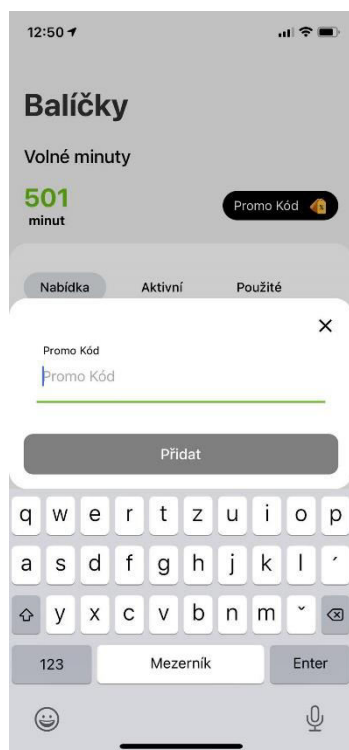 12:50
Balíčky
Volné minuty
501
minut
Promo Kód
Nabídka Aktivní Použité
Promo Kód
Promo Kód
Přidat
q w e r t z u i o p
a s d f g h j k l ´
y x c v b n m ˇ
123 Mezerník Enter